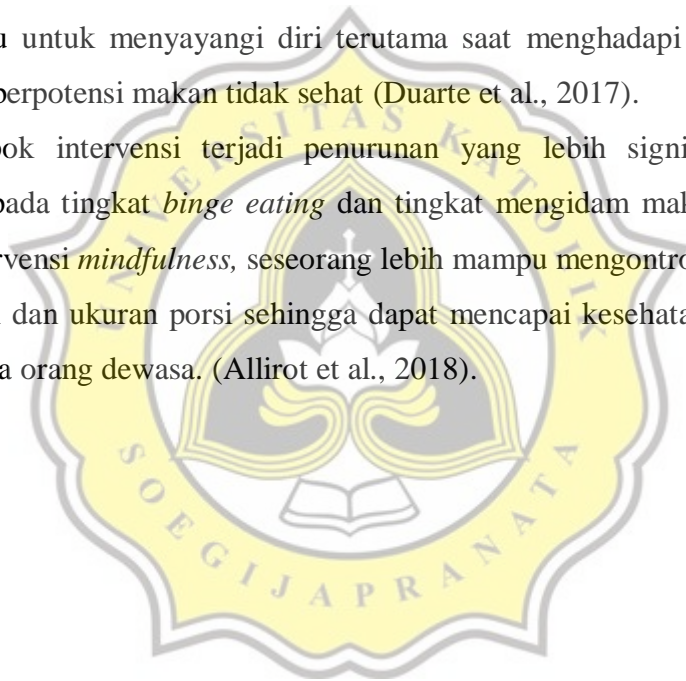 untuk menyayangi diri terutama saat menghadapi
berpotensi makan tidak sehat (Duarte et al., 2017).
ok intervensi terjadi penurunan yang lebih signi
pada tingkat binge eating dan tingkat mengidam mak
rvensi mindfulness, seseorang lebih mampu mengontro
dan ukuran porsi sehingga dapat mencapai kesehata
a orang dewasa. (Allirot et al., 2018).
UNIVERSITAS KATOLIK
SOEGIJAPRANATA